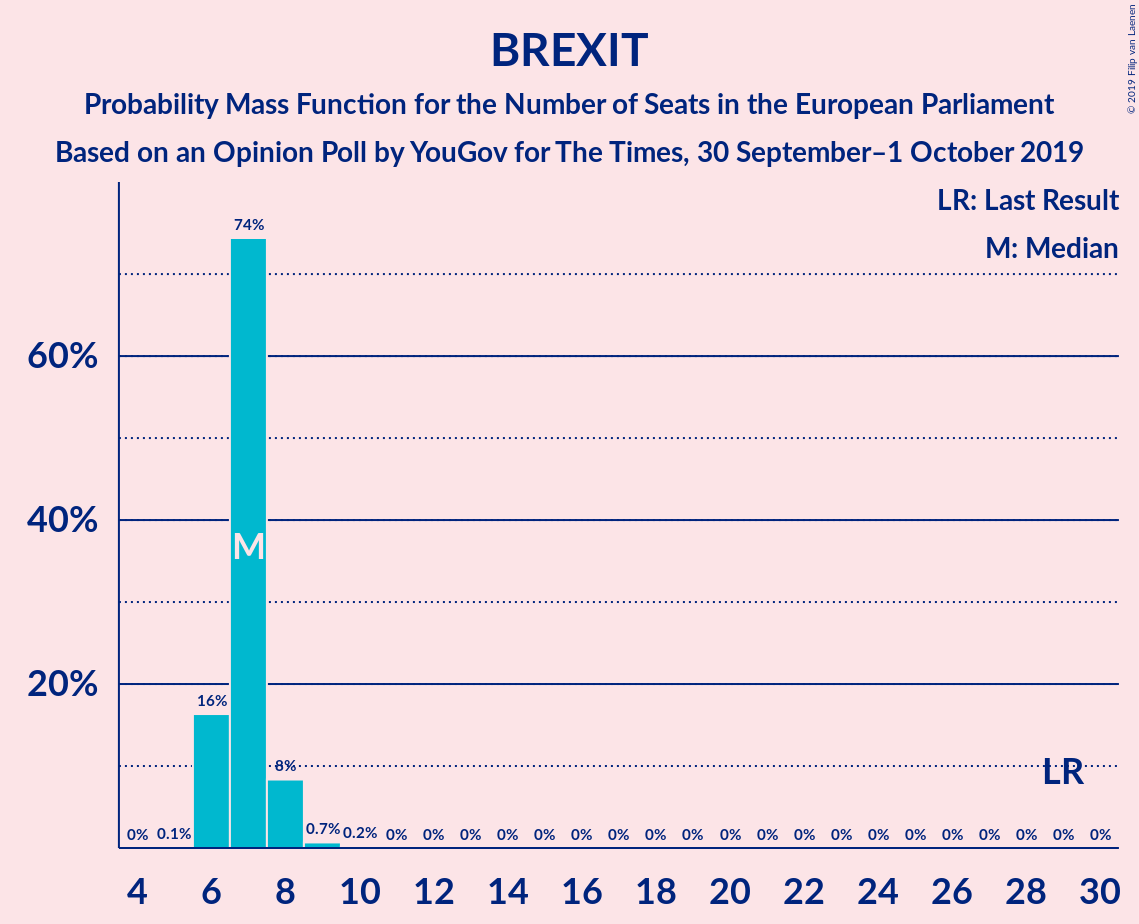 BREXIT
Probability Mass Function for the Number of Seats in the European Parliament
Based on an Opinion Poll by YouGov for The Times, 30 September–1 October 2019
© 2019 Filip van Laenen
LR: Last Result
M: Median
74%
60%
40%
M
20%
16%
8%
LR
0% 0.1% 0.7% 0.2% 0% 0% 0% 0% 0% 0% 0% 0% 0% 0% 0% 0% 0% 0% 0% 0% 0% 0% 0% 0%
4 6 8 10 12 14 16 18 20 22 24 26 28 30